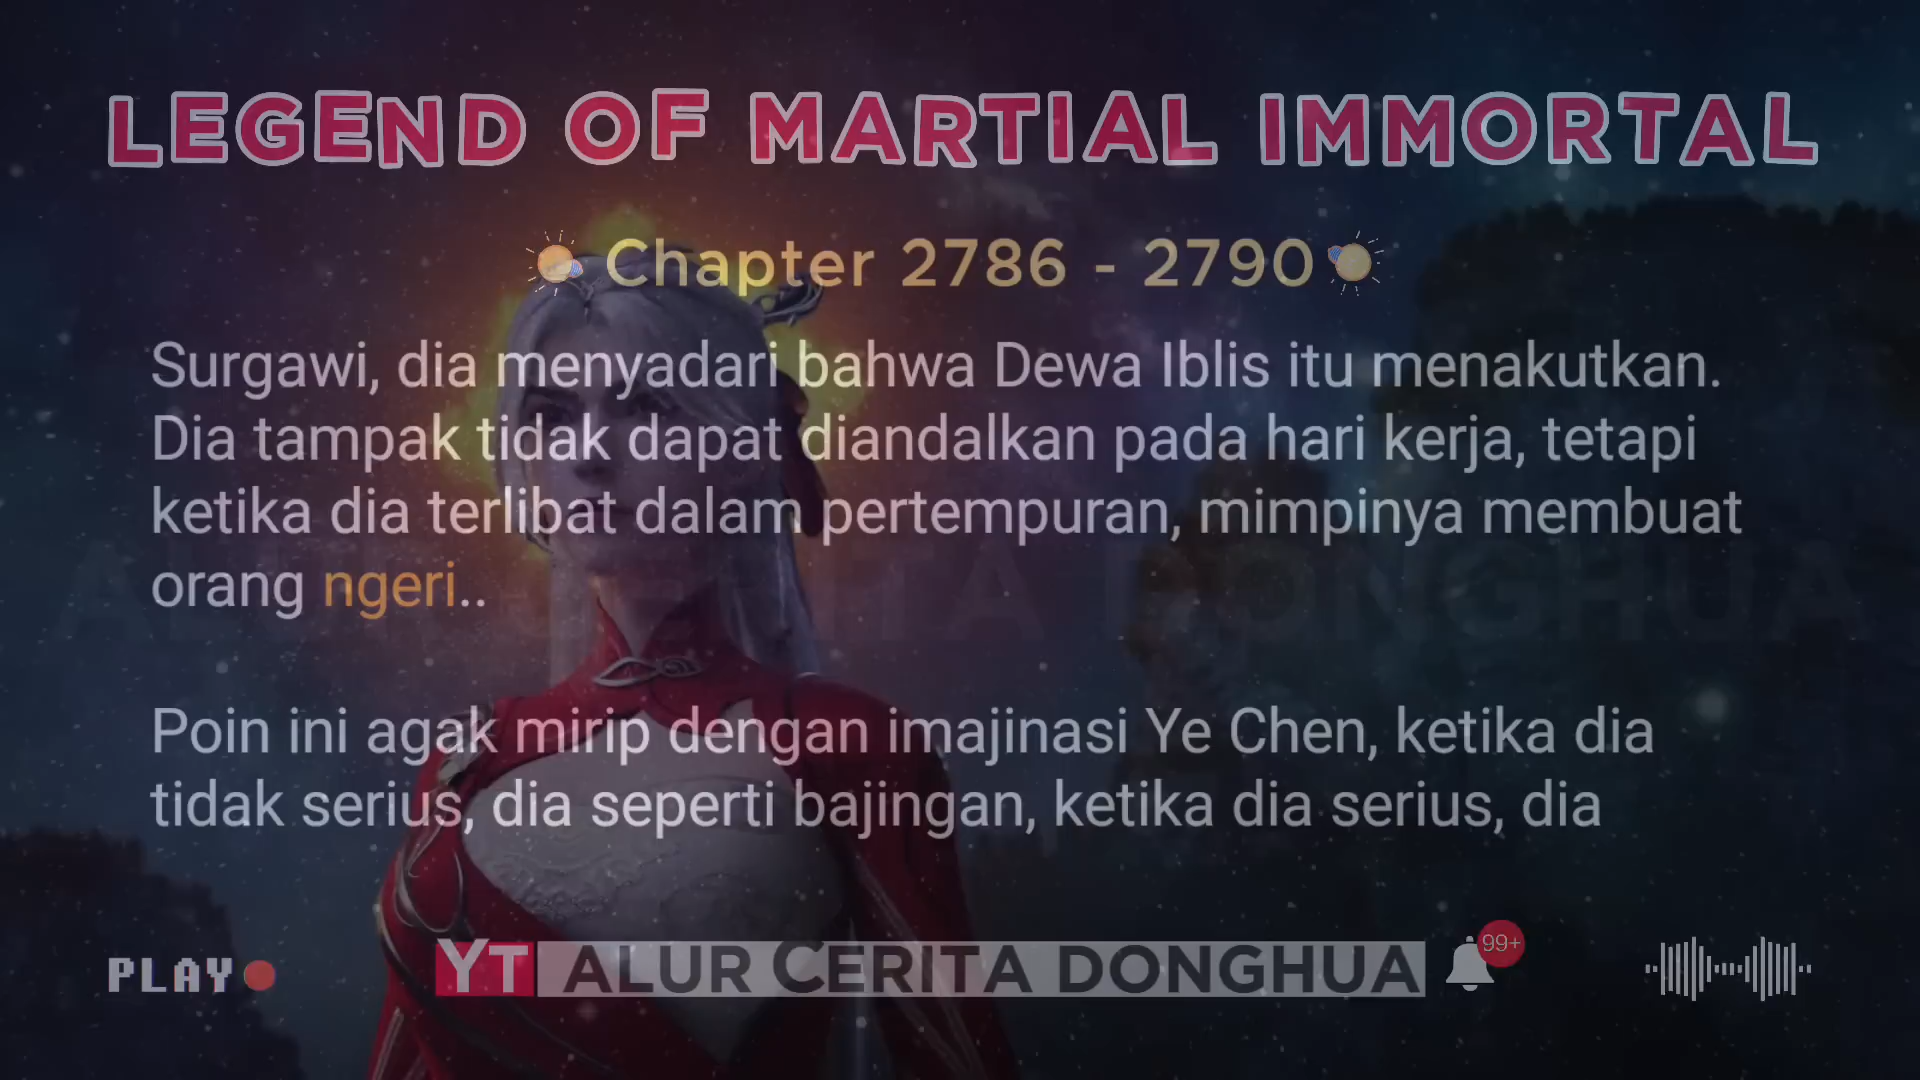 LEGEND OF MARTIAL IMMORTAL
Chapter 2786 - 2790
Surgawi, dia menyadari bahwa Dewa Iblis itu menakutkan.
Dia tampak tidak dapat diandalkan pada hari kerja, tetapi
ketika dia terlibat dalam pertempuran, mimpinya membuat
orang ngeri..
ALUR CERITA DONGHUA
Poin ini agak mirip dengan imajinasi Ye Chen, ketika dia
tidak serius, dia seperti bajingan, ketika dia serius, dia
PLAY
YT ALUR CERITA DONGHUA
99+